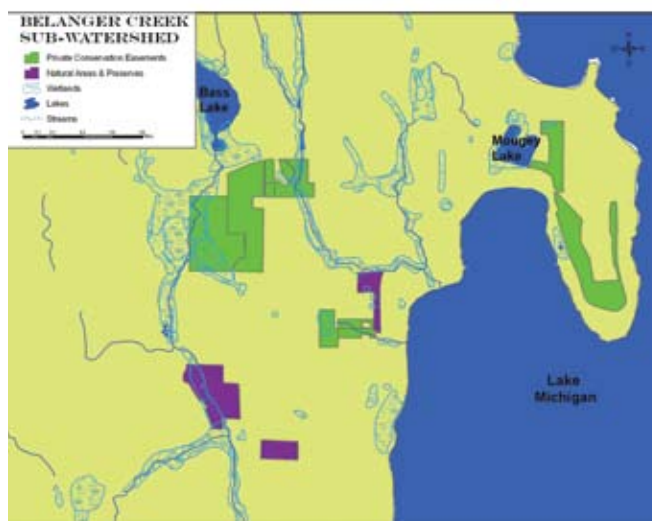 BELANGER CREEK
SUB-WATERSHED
Private Conservation Easements
Natural Areas & Preserves
Wetlands
Lakes
Streams
Bass
Lake
Mougey
Lake
Lake
Michigan